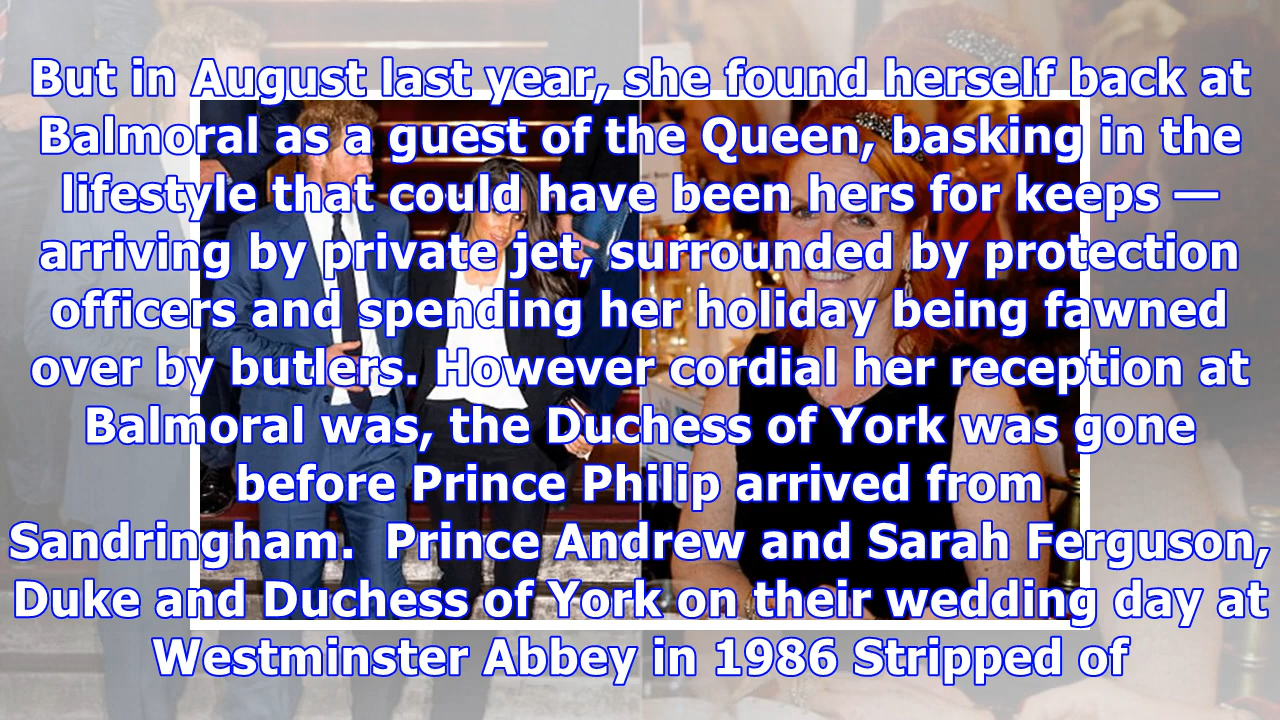 But in August last year, she found herself back at
Balmoral as a guest of the Queen, basking in the
lifestyle that could have been hers for keeps —
arriving by private jet, surrounded by protection
officers and spending her holiday being fawned
over by butlers. However cordial her reception at
Balmoral was, the Duchess of York was gone
before Prince Philip arrived from
Sandringham.  Prince Andrew and Sarah Ferguson,
Duke and Duchess of York on their wedding day at
Westminster Abbey in 1986 Stripped of